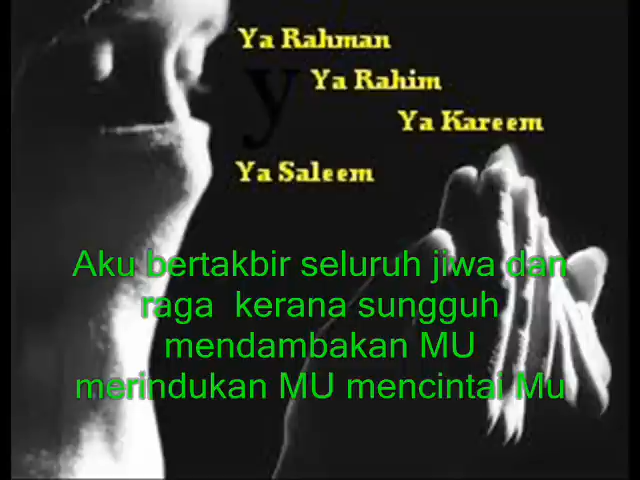 Ya Rahman
y
Ya Rahim
Ya Kareem
Ya Saleem
Aku bertakbir seluruh jiwa dan
raga kerana sungguh
mendambakan MU
merindukan MU mencintai Mu